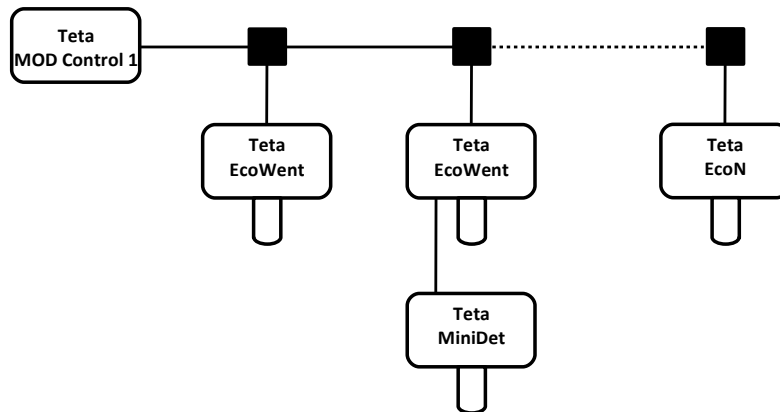 Teta
MOD Control 1
Teta
EcoWent
Teta
EcoWent
Teta
EcoN
Teta
MiniDet